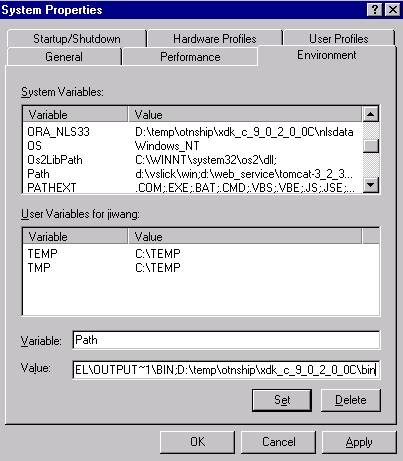 System Properties
Startup/Shutdown Hardware Profiles User Profiles
General Performance Environment
System Variables:
Variable Value
ORA_NLS33 D:\temp\otnship\xdk_c_9_0_2_0_0C\nlsdata
OS Windows_NT
Os2LibPath C:\WINNT\system32\os2\dll;
Path d:\vslick\win;d:\web_service\tomcat-3_2_3...
PATHEXT .COM;.EXE;.BAT;.CMD;.VBS;.VBE;.JS;.JSE;...
User Variables for jiwang:
Variable Value
TEMP C:\TEMP
TMP C:\TEMP
Variable: Path
Value: EL\OUTPUT~1\BIN;D:\temp\otnship\xdk_c_9_0_2_0_0C\bin
Set Delete
OK Cancel Apply